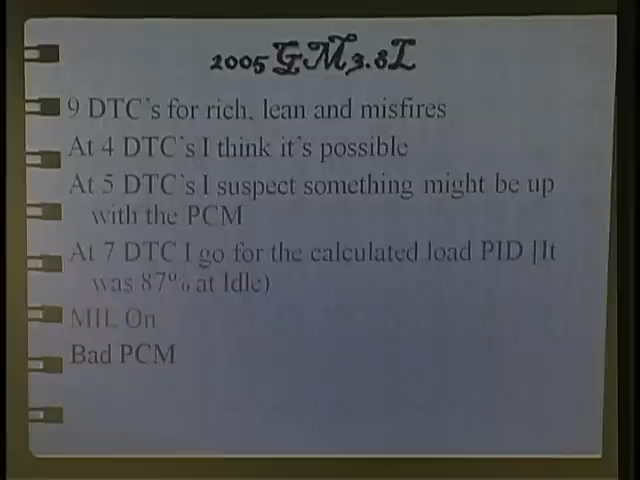 2005 GM 3.8L
9 DTC's for rich, lean and misfires
At 4 DTC's I think it's possible
At 5 DTC's I suspect something might be up
with the PCM
At 7 DTC I go for the calculated load PID [It
was 87% at Idle)
MIL On
Bad PCM